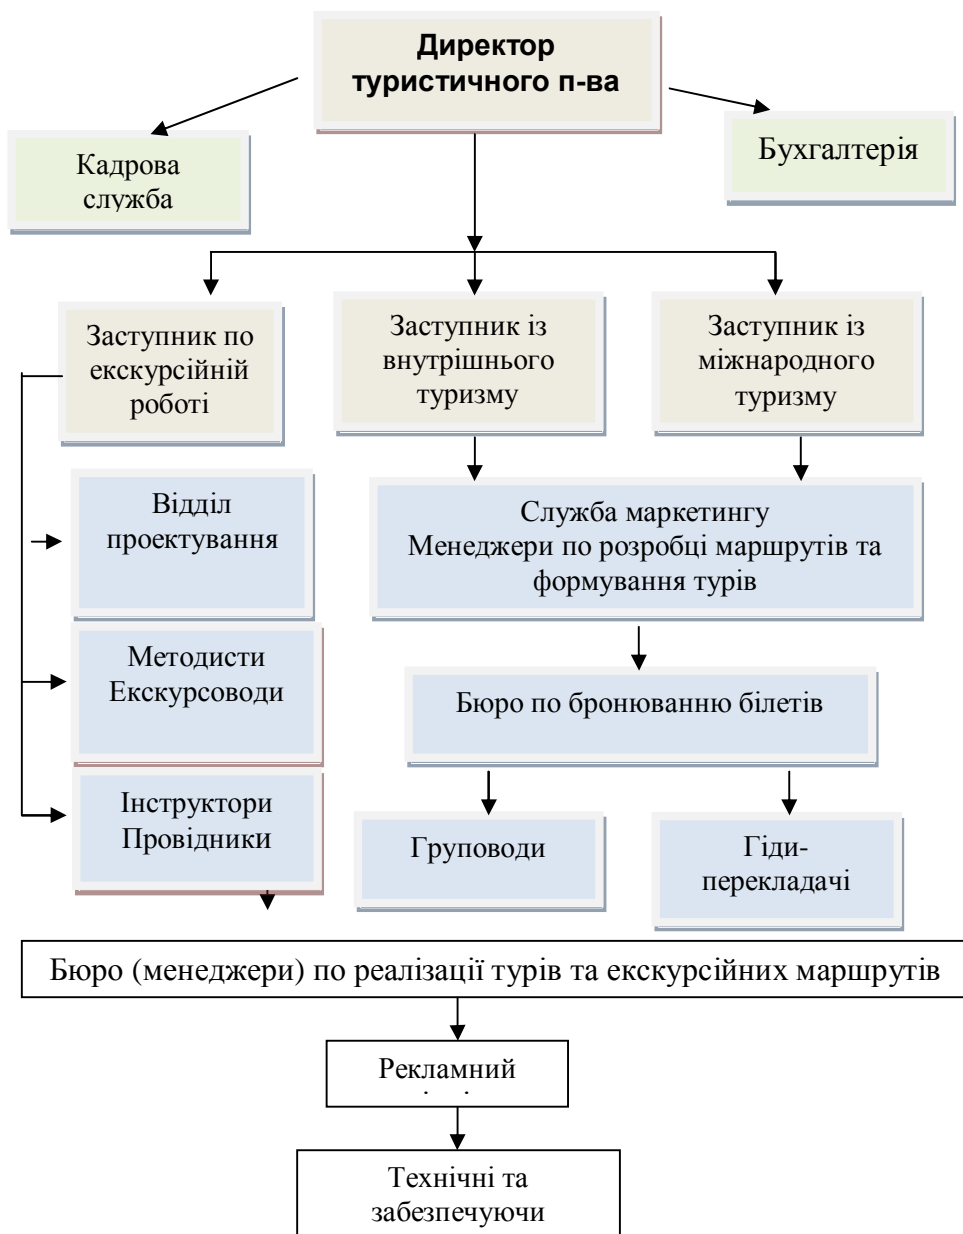 Директор
туристичного п-ва
Кадрова
служба
Бухгалтерія
Заступник по
екскурсійній
роботі
Заступник із
внутрішнього
туризму
Заступник із
міжнародного
туризму
Відділ
проектування
Служба маркетингу
Менеджери по розробці маршрутів та
формування турів
Методисти
Екскурсоводи
Бюро по бронюванню білетів
Інструктори
Провідники
Груповоди
Гіди-
перекладачі
Бюро (менеджери) по реалізації турів та екскурсійних маршрутів
Рекламний
Технічні та
забезпечуючи